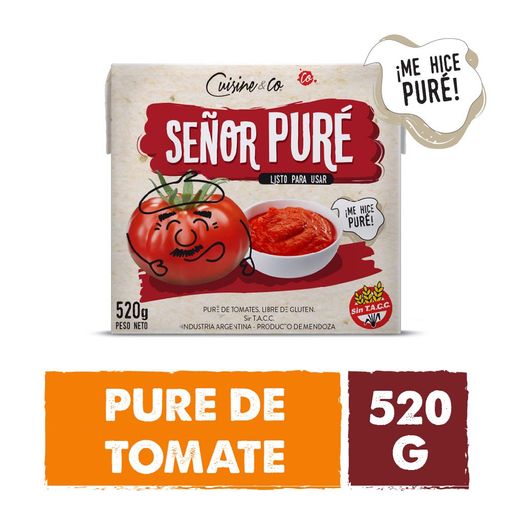 ¡ME HICE
PURÉ!
Cuisine & Co.
Co.
SEÑOR PURÉ
LISTO PARA USAR
¡ME HICE
PURÉ!
520g
PESO NETO
PURÉ DE TOMATES, LIBRE DE GLUTEN.
Sin T.A.C.C.
INDUSTRIA ARGENTINA - PRODUCTO DE MENDOZA
Sin T.A.C.C.
PURE DE
TOMATE
520
G